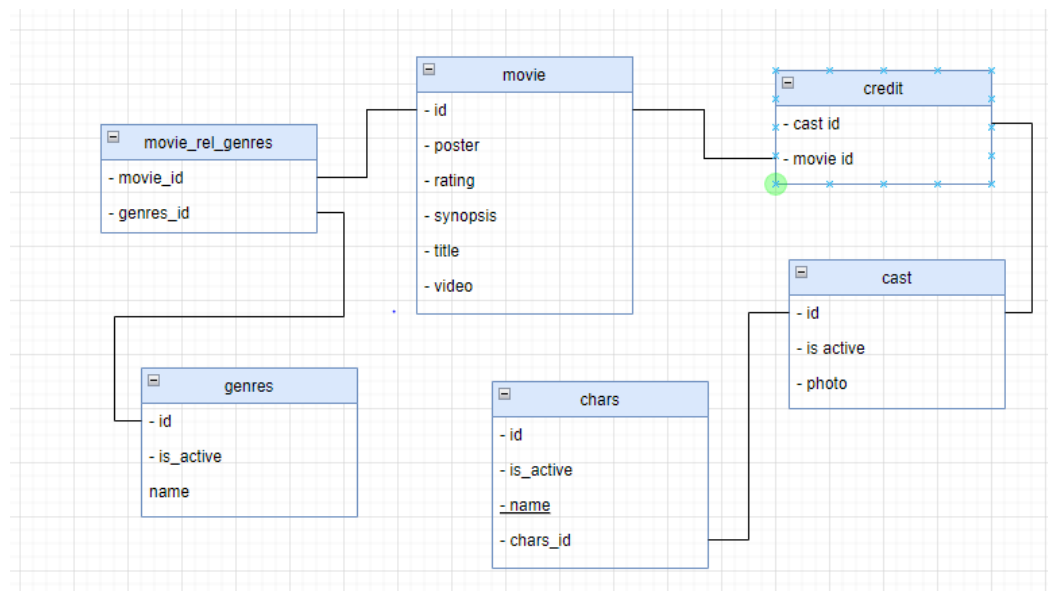 movie
- id
- poster
- rating
- synopsis
- title
- video
credit
- cast id
- movie id
movie_rel_genres
- movie_id
- genres_id
cast
- id
- is active
- photo
genres
- id
- is_active
name
chars
- id
- is_active
- name
- chars_id